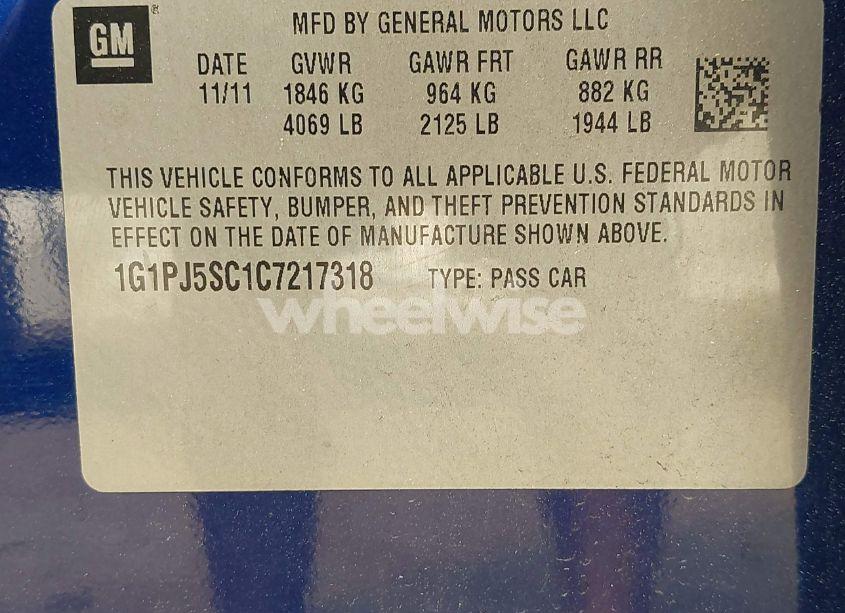 GM ®
MFD BY GENERAL MOTORS LLC
DATE GVWR GAWR FRT GAWR RR
11/11 1846 KG 964 KG 882 KG
4069 LB 2125 LB 1944 LB
THIS VEHICLE CONFORMS TO ALL APPLICABLE U.S. FEDERAL MOTOR
VEHICLE SAFETY, BUMPER, AND THEFT PREVENTION STANDARDS IN
EFFECT ON THE DATE OF MANUFACTURE SHOWN ABOVE.
1G1PJ5SC1C7217318 TYPE: PASS CAR
wheelwise